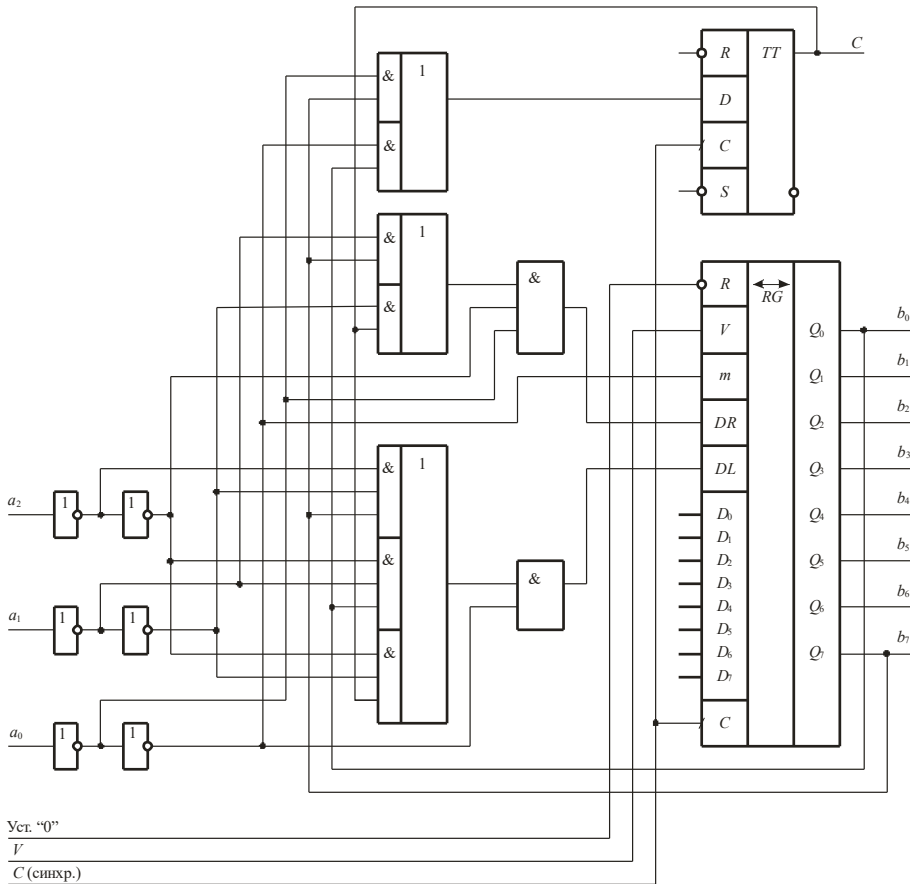 & 1
&
R TT
D
C
S
C
& 1
&
&
R RG
V
m
DR
DL
D₀
D₁
D₂
D₃
D₄
D₅
D₆
D₇
C
Q₀
Q₁
Q₂
Q₃
Q₄
Q₅
Q₆
Q₇
b₀
b₁
b₂
b₃
b₄
b₅
b₆
b₇
& 1
&
&
&
a₂ 1 1
a₁ 1 1
a₀ 1 1
Уст. “0”
V
C (синхр.)